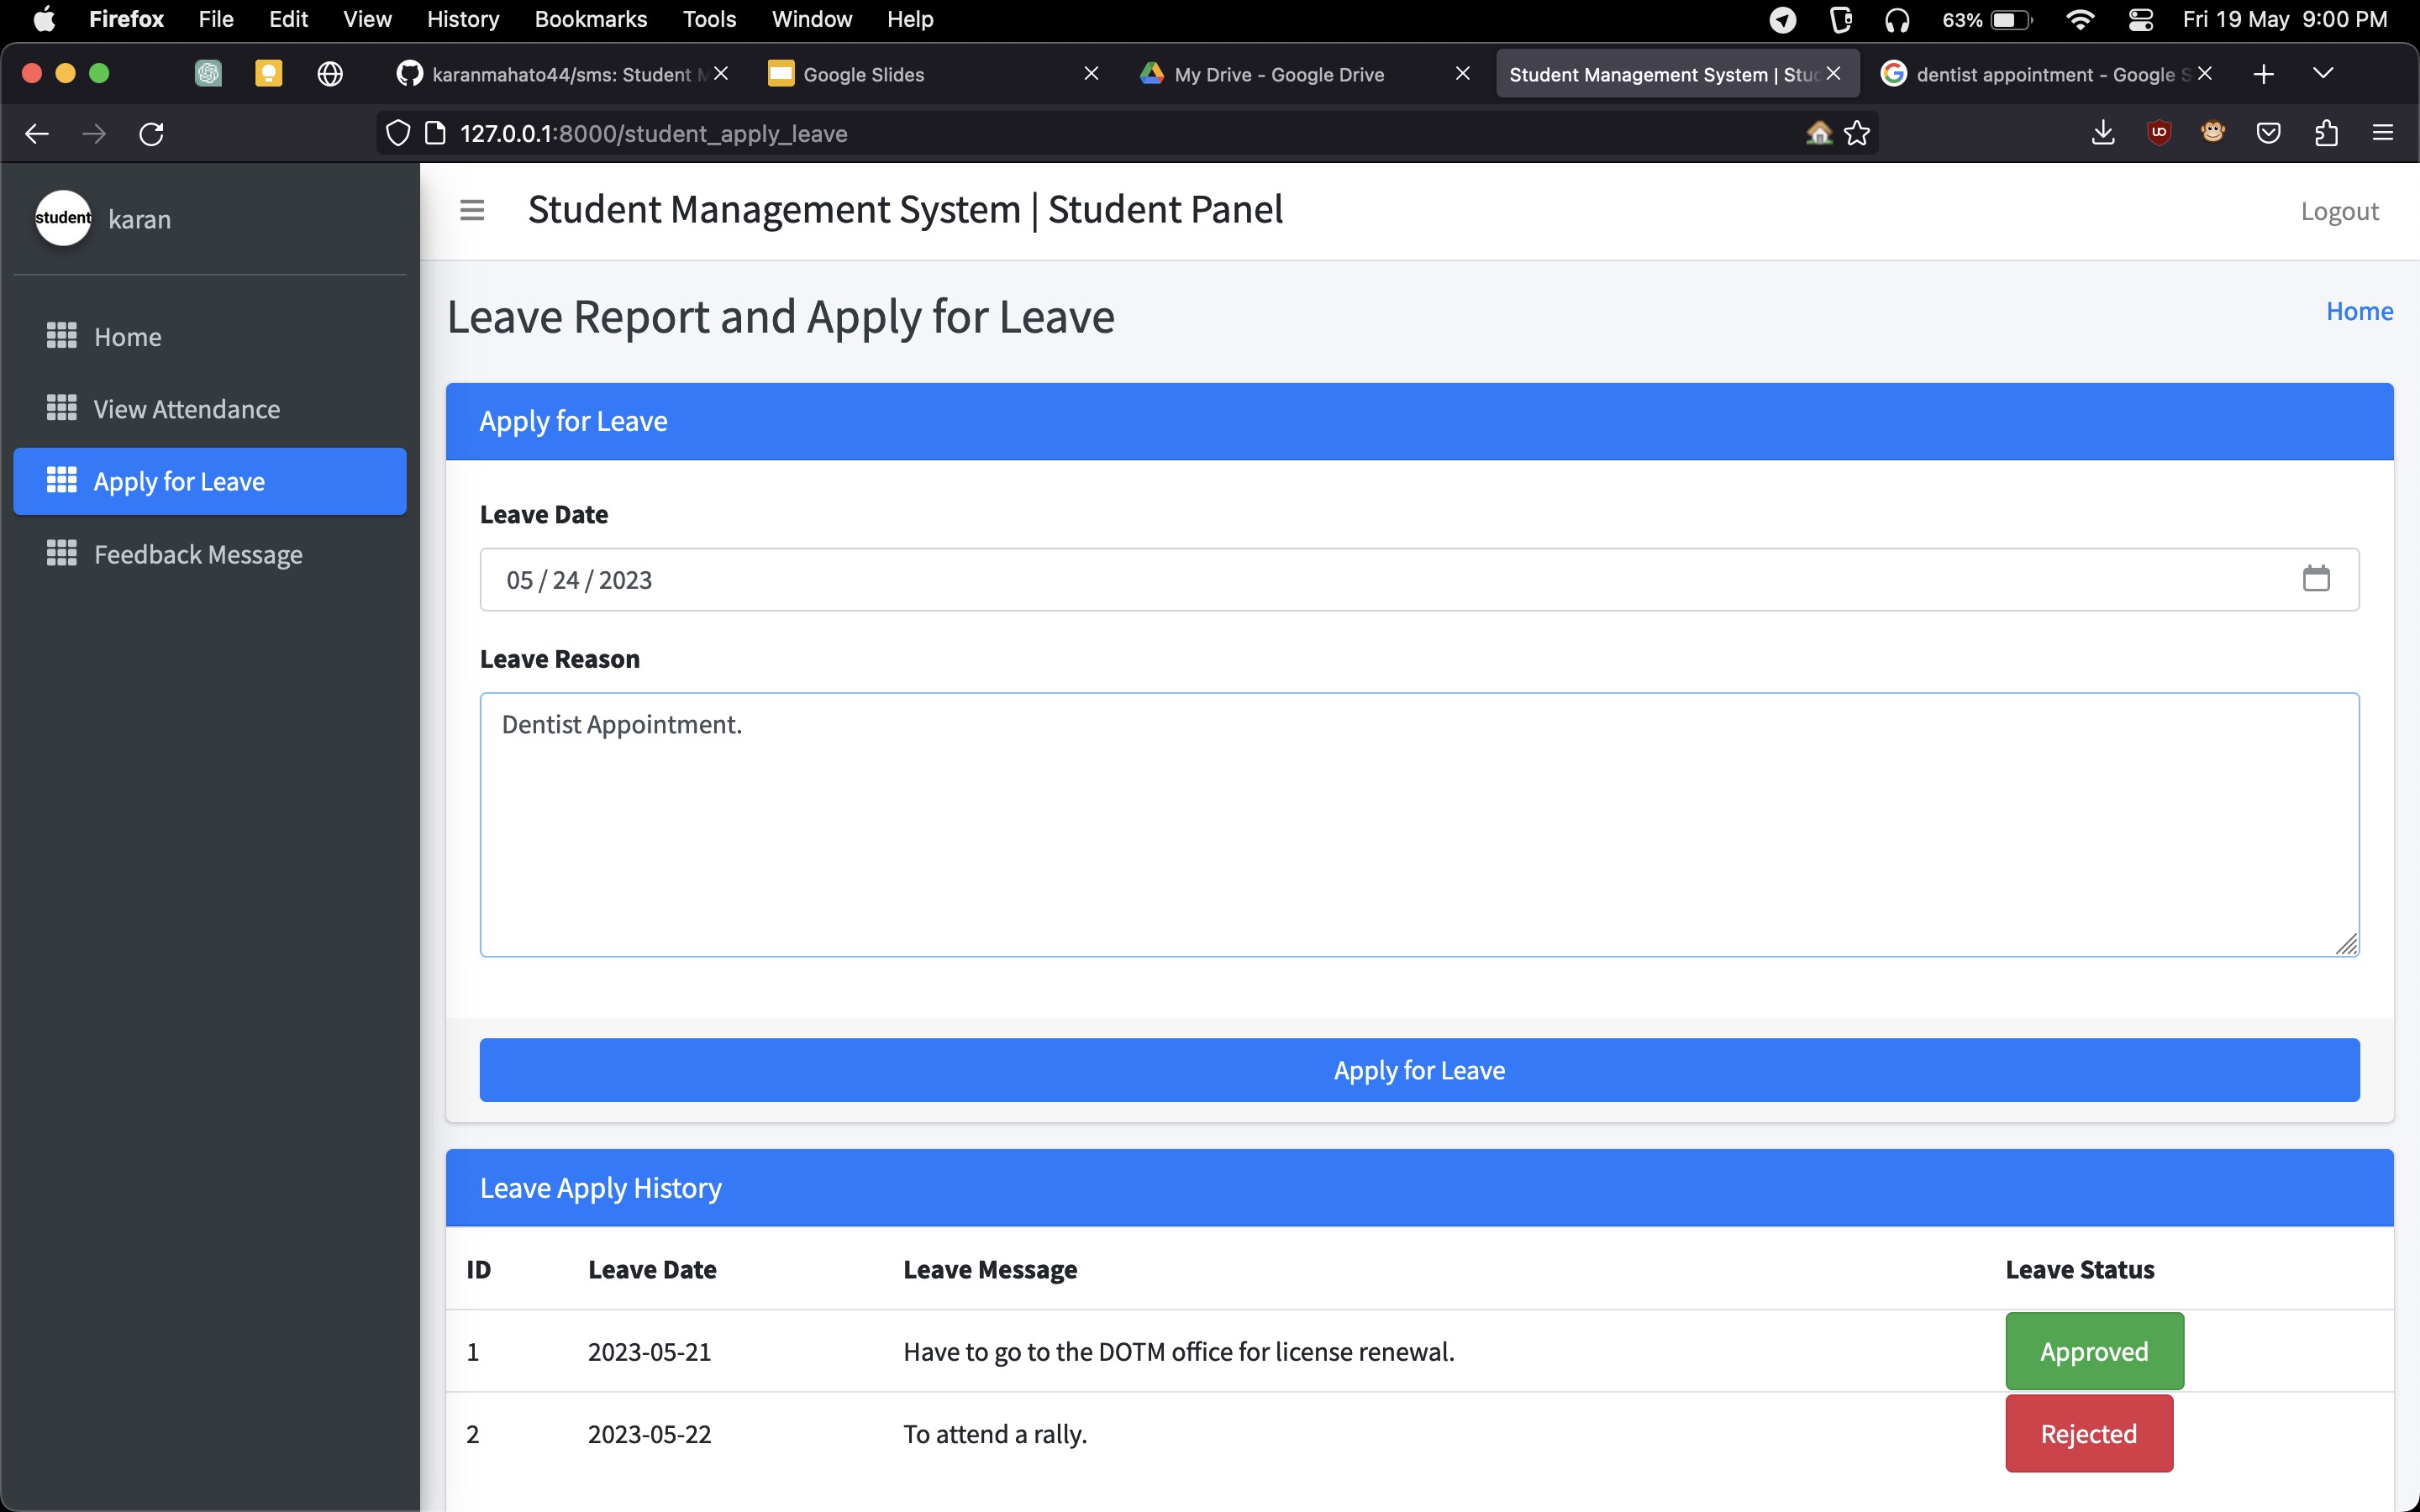 Firefox File Edit View History Bookmarks Tools Window Help 63% Fri 19 May 9:00 PM
karanmahato44/sms: Student M Google Slides My Drive - Google Drive Student Management System | Stuc dentist appointment - Google S
127.0.0.1:8000/student_apply_leave
student karan
Student Management System | Student Panel
Logout
Home
View Attendance
Apply for Leave
Feedback Message
Leave Report and Apply for Leave
Home
Apply for Leave
Leave Date
05 / 24 / 2023
Leave Reason
Dentist Appointment.
Apply for Leave
Leave Apply History
ID Leave Date Leave Message Leave Status
1 2023-05-21 Have to go to the DOTM office for license renewal. Approved
2 2023-05-22 To attend a rally. Rejected